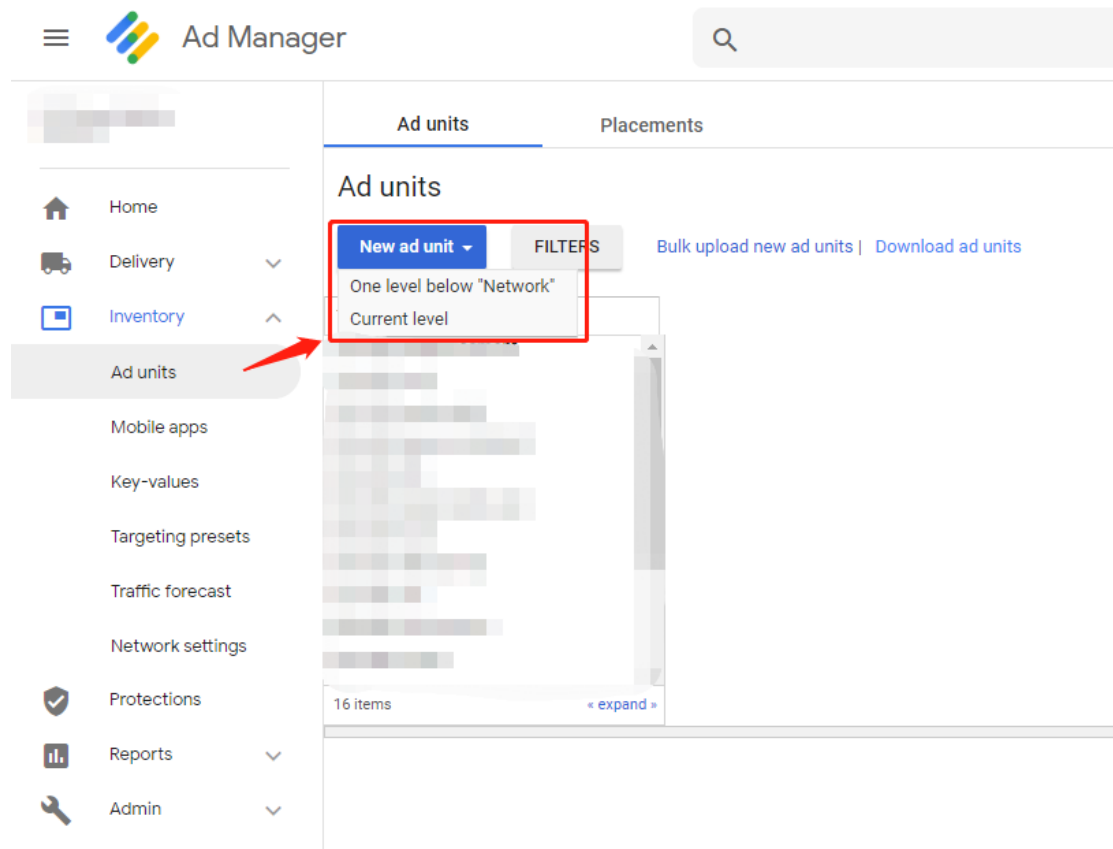 Ad Manager
Ad units
Placements
Ad units
Home
New ad unit
FILTERS
Bulk upload new ad units |
Download ad units
Delivery
One level below "Network"
Inventory
Current level
Ad units
Mobile apps
Key-values
Targeting presets
Traffic forecast
Network settings
Protections
16 items
« expand »
Reports
Admin